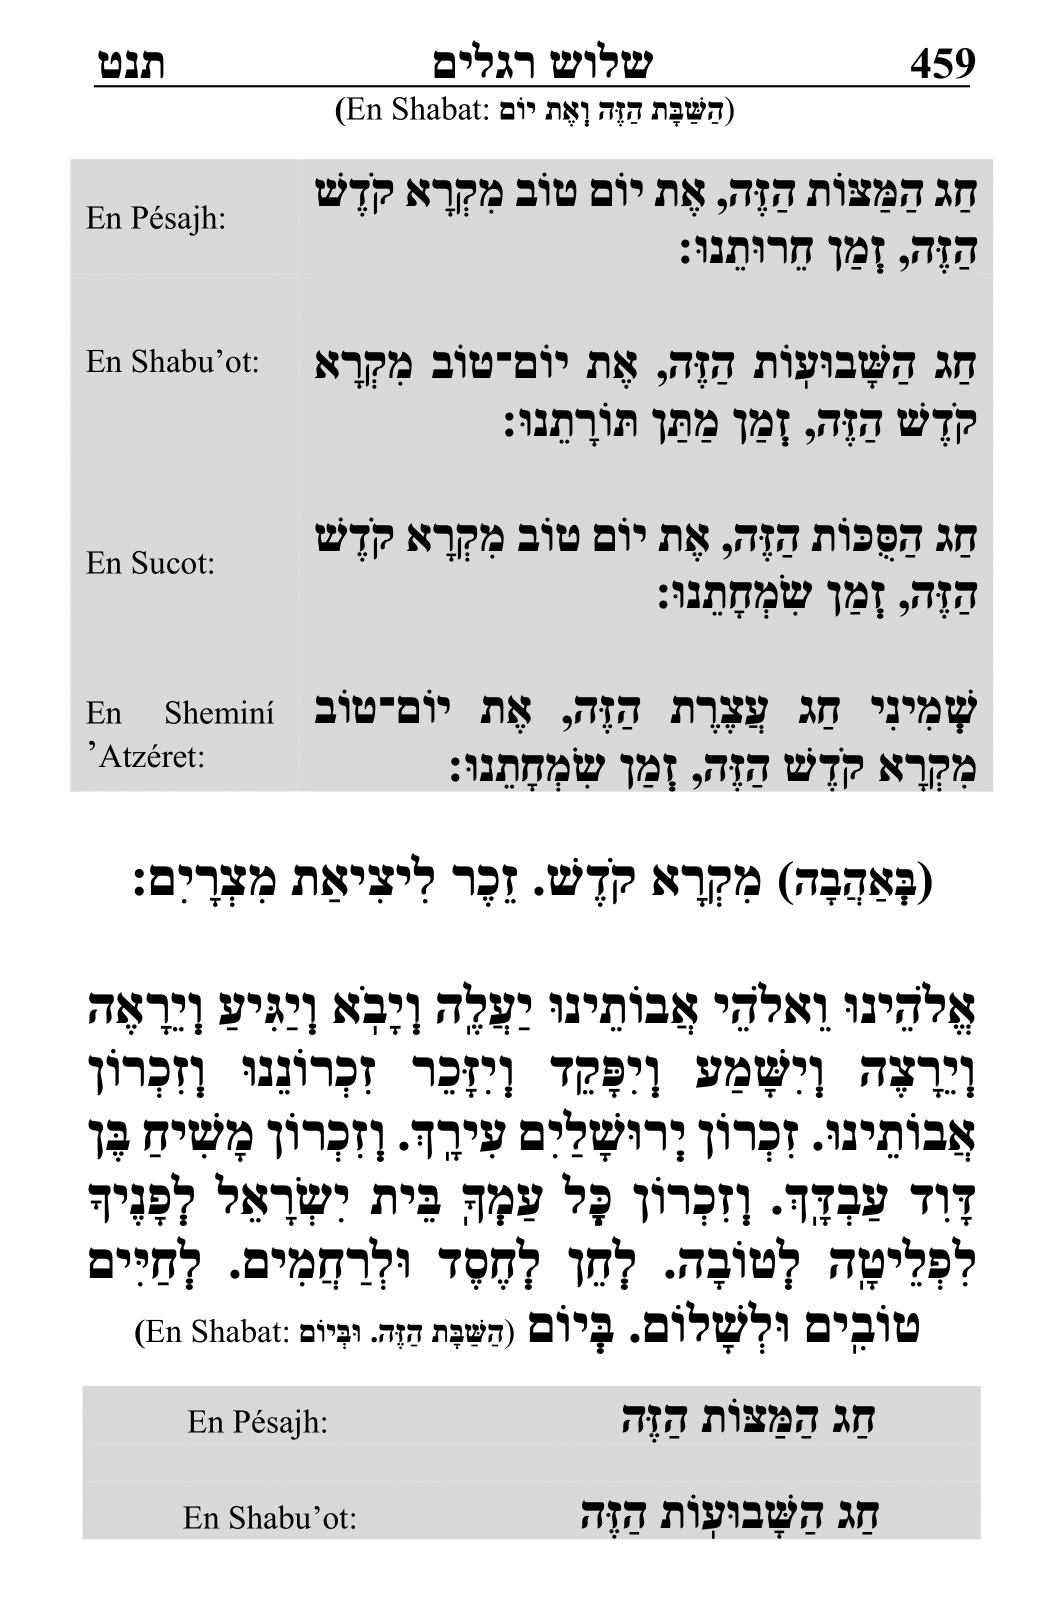 459 שלוש רגלים תנט
(En Shabat: הַשַּׁבָּת הַזֶּה וְאֶת יוֹם)
En Pésajh: חַג הַמַּצּוֹת הַזֶּה, אֶת יוֹם טוֹב מִקְרָא קֹדֶשׁ
הַזֶּה, זְמַן חֵרוּתֵנוּ:
En Shabu’ot: חַג הַשָּׁבוּעוֹת הַזֶּה, אֶת יוֹם־טוֹב מִקְרָא
קֹדֶשׁ הַזֶּה, זְמַן מַתַּן תּוֹרָתֵנוּ:
En Sucot: חַג הַסֻּכּוֹת הַזֶּה, אֶת יוֹם טוֹב מִקְרָא קֹדֶשׁ
הַזֶּה, זְמַן שִׂמְחָתֵנוּ:
En Sheminí שְׁמִינִי חַג עֲצֶרֶת הַזֶּה, אֶת יוֹם־טוֹב
’Atzéret: מִקְרָא קֹדֶשׁ הַזֶּה, זְמַן שִׂמְחָתֵנוּ:
(בְּאַהֲבָה) מִקְרָא קֹדֶשׁ. זֵכֶר לִיצִיאַת מִצְרָיִם:
אֱלֹהֵינוּ וֵאלֹהֵי אֲבוֹתֵינוּ יַעֲלֶה וְיָבֹא וְיַגִּיעַ וְיֵרָאֶה
וְיֵרָצֶה וְיִשָּׁמַע וְיִפָּקֵד וְיִזָּכֵר זִכְרוֹנֵנוּ וְזִכְרוֹן
אֲבוֹתֵינוּ. זִכְרוֹן יְרוּשָׁלַיִם עִירָךְ. וְזִכְרוֹן מָשִׁיחַ בֶּן
דָּוִד עַבְדָּךְ. וְזִכְרוֹן כָּל עַמְּךָ בֵּית יִשְׂרָאֵל לְפָנֶיךָ
לִפְלֵיטָה לְטוֹבָה. לְחֵן לְחֶסֶד וּלְרַחֲמִים. לְחַיִּים
טוֹבִים וּלְשָׁלוֹם. בְּיוֹם (En Shabat: הַשַּׁבָּת הַזֶּה. וּבְּיוֹם)
En Pésajh: חַג הַמַּצּוֹת הַזֶּה
En Shabu’ot: חַג הַשָּׁבוּעוֹת הַזֶּה